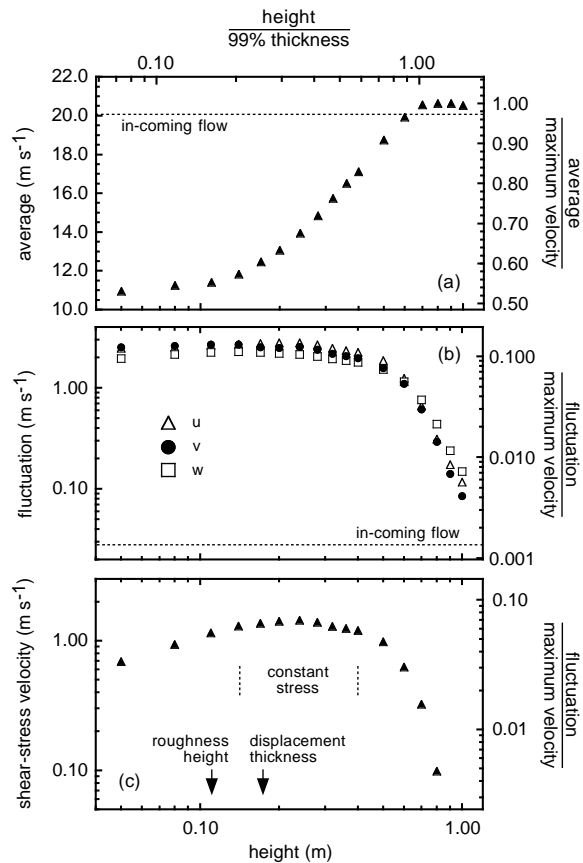 height
99% thickness
0.10 1.00
22.0
20.0
18.0
16.0
14.0
12.0
10.0
average (m s⁻¹)
in-coming flow
(a)
1.00
0.90
0.80
0.70
0.60
0.50
average
maximum velocity
1.00
0.10
fluctuation (m s⁻¹)
(b)
u
v
w
in-coming flow
0.100
0.010
0.001
fluctuation
maximum velocity
1.00
0.10
shear-stress velocity (m s⁻¹)
constant
stress
roughness
height
displacement
thickness
(c)
0.10
0.01
fluctuation
maximum velocity
0.10 1.00
height (m)